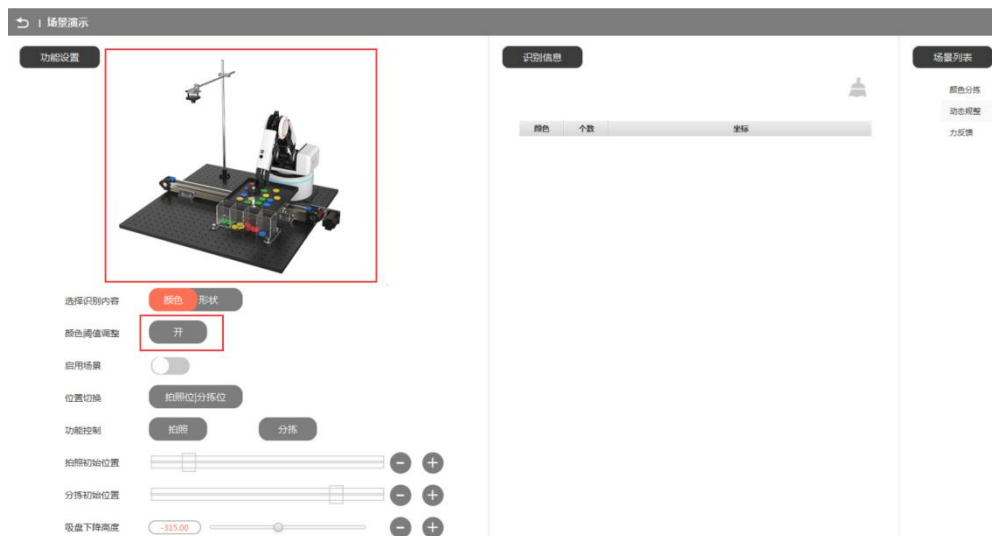 场景演示
功能设置
选择识别内容 颜色 形状
颜色阈值调整 开
启用场景
位置切换 拍照位|分拣位
功能控制 拍照 分拣
拍照初始位置 - +
分拣初始位置 - +
吸盘下降高度 -315.00 - +
识别信息
颜色 个数 坐标
场景列表
颜色分拣
动态规整
力反馈